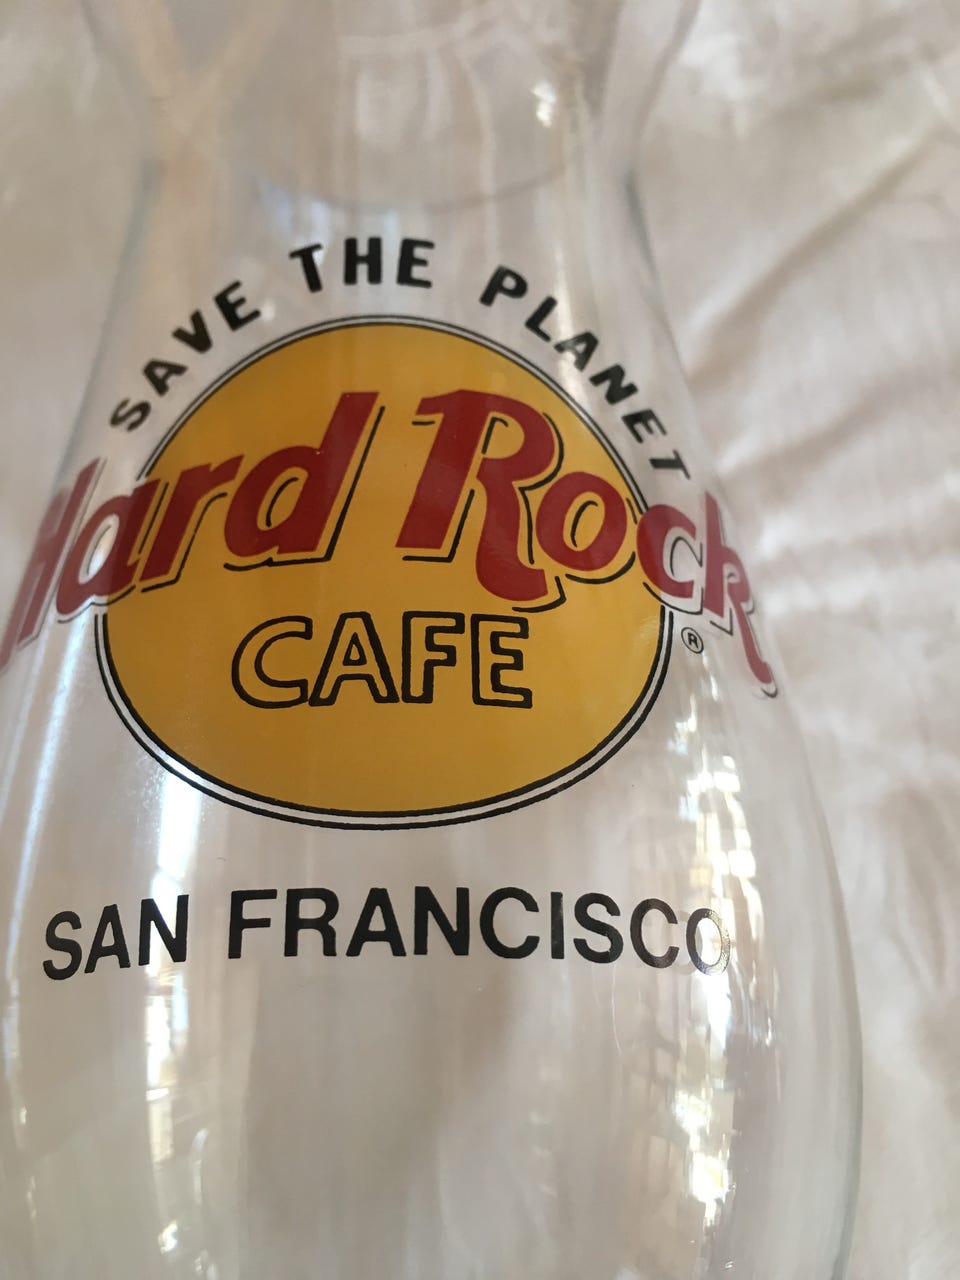 SAVE THE PLANET
Hard Rock
®
CAFE
SAN FRANCISCO